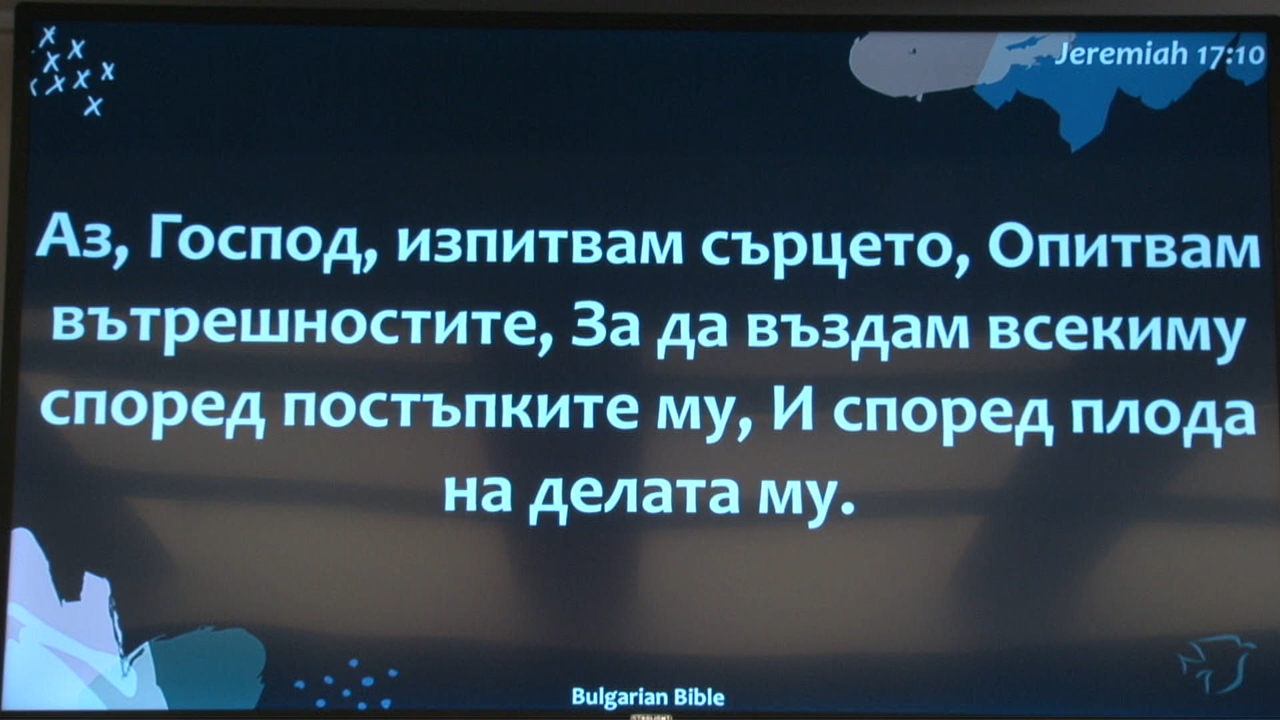 Jeremiah 17:10
Аз, Господ, изпитвам сърцето, Опитвам
вътрешностите, За да въздам всекиму
според постъпките му, И според плода
на делата му.
Bulgarian Bible